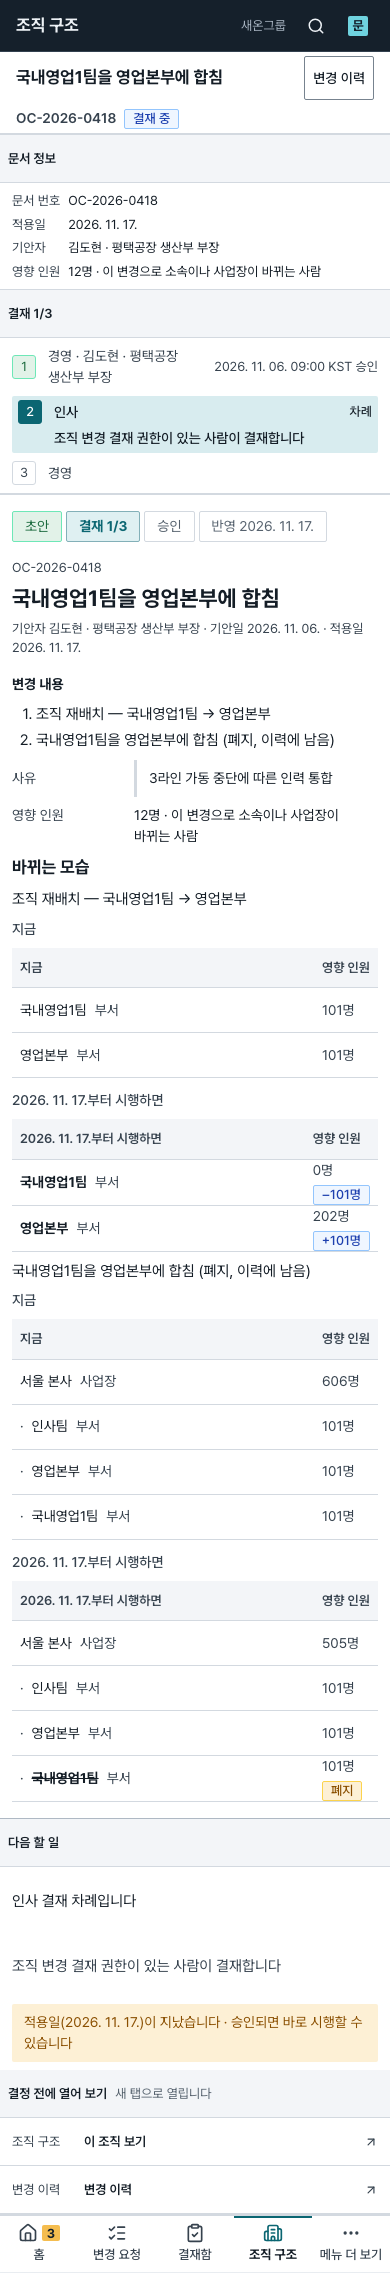 조직 구조
새온그룹
문
국내영업1팀을 영업본부에 합침
변경 이력
OC-2026-0418 결재 중
문서 정보
문서 번호 OC-2026-0418
적용일 2026. 11. 17.
기안자 김도현 · 평택공장 생산부 부장
영향 인원 12명 · 이 변경으로 소속이나 사업장이 바뀌는 사람
결재 1/3
1 경영 · 김도현 · 평택공장
생산부 부장
2026. 11. 06. 09:00 KST 승인
2 인사 차례
조직 변경 결재 권한이 있는 사람이 결재합니다
3 경영
초안 결재 1/3 승인 반영 2026. 11. 17.
OC-2026-0418
국내영업1팀을 영업본부에 합침
기안자 김도현 · 평택공장 생산부 부장 · 기안일 2026. 11. 06. · 적용일
2026. 11. 17.
변경 내용
1. 조직 재배치 — 국내영업1팀 → 영업본부
2. 국내영업1팀을 영업본부에 합침 (폐지, 이력에 남음)
사유 3라인 가동 중단에 따른 인력 통합
영향 인원 12명 · 이 변경으로 소속이나 사업장이
바뀌는 사람
바뀌는 모습
조직 재배치 — 국내영업1팀 → 영업본부
지금
지금 영향 인원
국내영업1팀 부서 101명
영업본부 부서 101명
2026. 11. 17.부터 시행하면
2026. 11. 17.부터 시행하면 영향 인원
국내영업1팀 부서 0명
−101명
영업본부 부서 202명
+101명
국내영업1팀을 영업본부에 합침 (폐지, 이력에 남음)
지금
지금 영향 인원
서울 본사 사업장 606명
· 인사팀 부서 101명
· 영업본부 부서 101명
· 국내영업1팀 부서 101명
2026. 11. 17.부터 시행하면
2026. 11. 17.부터 시행하면 영향 인원
서울 본사 사업장 505명
· 인사팀 부서 101명
· 영업본부 부서 101명
· 국내영업1팀 부서 101명
폐지
다음 할 일
인사 결재 차례입니다
조직 변경 결재 권한이 있는 사람이 결재합니다
적용일(2026. 11. 17.)이 지났습니다 · 승인되면 바로 시행할 수
있습니다
결정 전에 열어 보기 새 탭으로 열립니다
조직 구조 이 조직 보기
변경 이력 변경 이력
3
홈 변경 요청 결재함 조직 구조 메뉴 더 보기